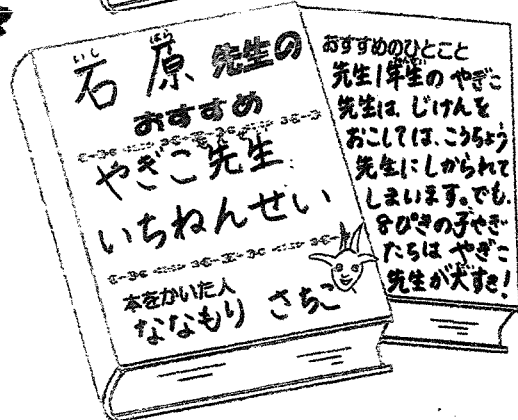 石原先生の
いし はら
おすすめ
やぎこ先生
いちねんせい
本をかいた人
ななもり さちこ
おすすめのひとこと
先生1年生の やぎこ
先生は、じけんを
おこしては、こうちょう
先生にしかられて
しまいます。でも、
8ぴきの子やぎ
たちは やぎこ
先生が大すき!